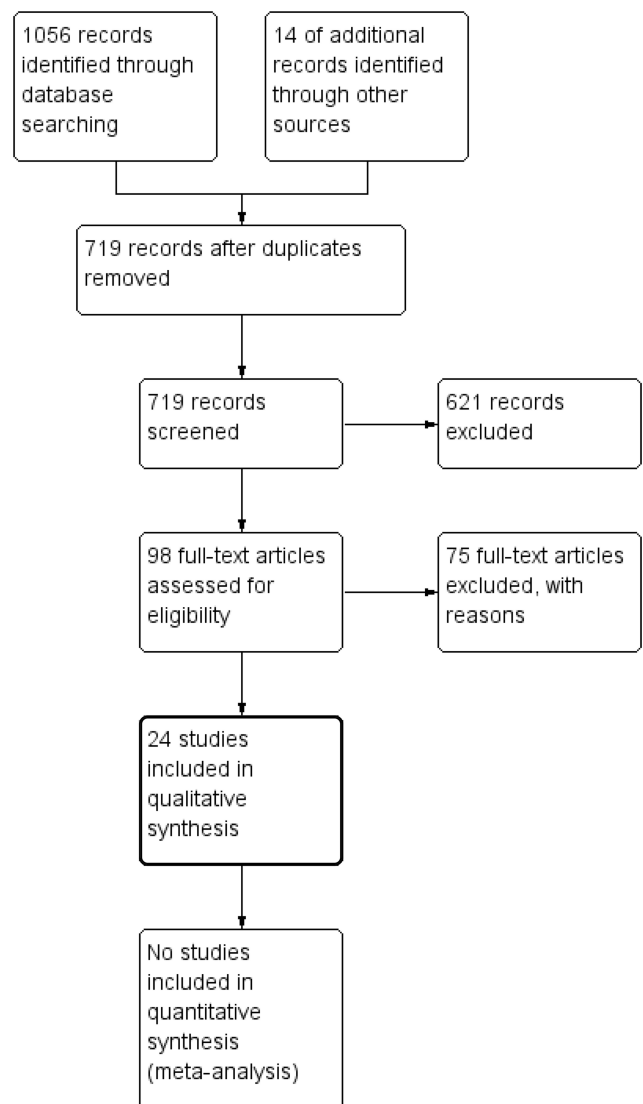 1056 records
identified through
database
searching
14 of additional
records identified
through other
sources
719 records after duplicates
removed
719 records
screened
621 records
excluded
98 full-text articles
assessed for
eligibility
75 full-text articles
excluded, with
reasons
24 studies
included in
qualitative
synthesis
No studies
included in
quantitative
synthesis
(meta-analysis)